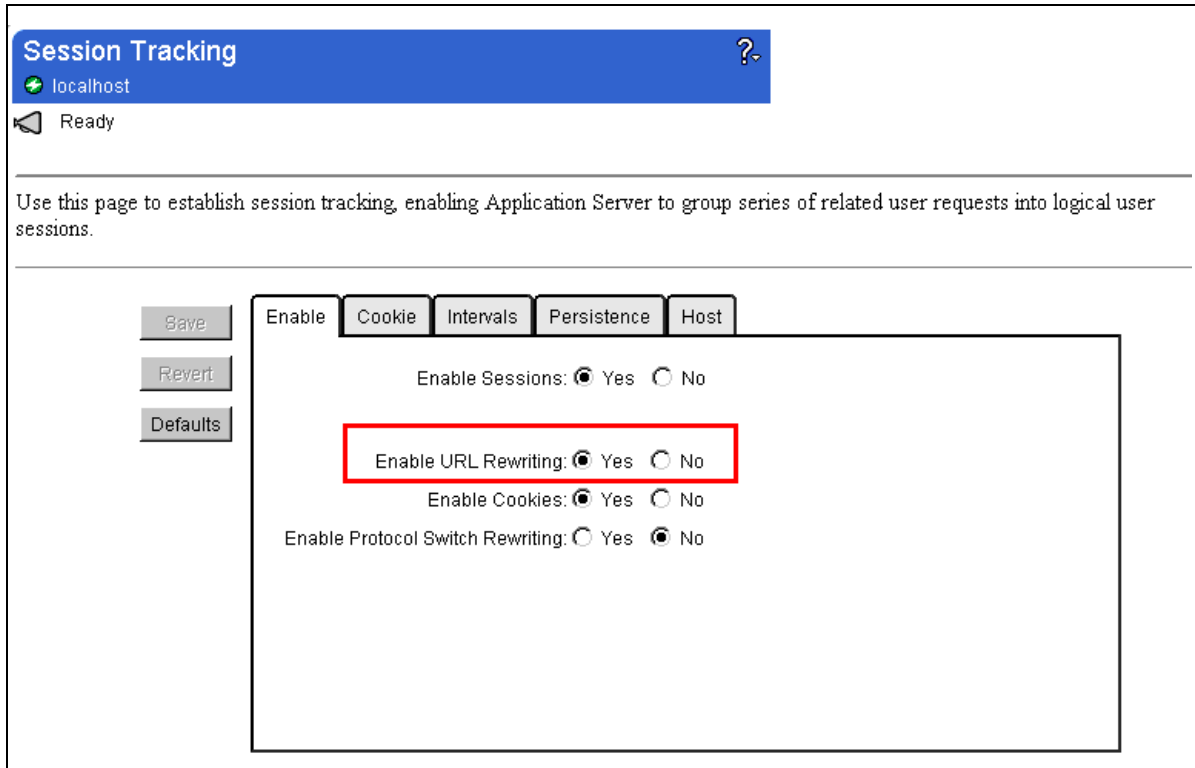 Session Tracking
?
localhost
Ready
Use this page to establish session tracking, enabling Application Server to group series of related user requests into logical user
sessions.
Save
Revert
Defaults
Enable Cookie Intervals Persistence Host
Enable Sessions: Yes No
Enable URL Rewriting: Yes No
Enable Cookies: Yes No
Enable Protocol Switch Rewriting: Yes No